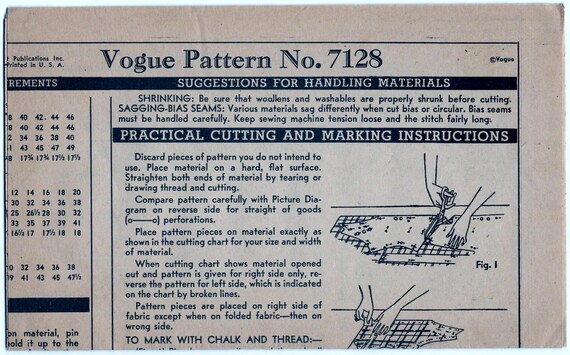 t Publications Inc.
Printed in U. S. A.
Vogue Pattern No. 7128
©Vogue
REMENTS
SUGGESTIONS FOR HANDLING MATERIALS
SHRINKING: Be sure that woollens and washables are properly shrunk before cutting.
SAGGING-BIAS SEAMS: Various materials sag differently when cut bias or circular. Bias seams
must be handled carefully. Keep sewing machine tension loose and the stitch fairly long.
PRACTICAL CUTTING AND MARKING INSTRUCTIONS
8 40 42 44 46
2 34 36 38 40
1 43 45 47 49
8 17¾ 17½ 17½
12 14 16 18 20
30 32 34 36 38
25 26½ 28 30 32
33 35 37 39 41
16½ 17 17½ 18
30 32 34 36 38
39 41 43 45 47½
on material, pin
old it up to the
Discard pieces of pattern you do not intend to
use. Place material on a hard, flat surface.
Straighten both ends of material by tearing or
drawing thread and cutting.
Compare pattern carefully with Picture Dia-
gram on reverse side for straight of goods
(o—o) perforations.
Place pattern pieces on material exactly as
shown in the cutting chart for your size and width
of material.
When cutting chart shows material opened
out and pattern is given for right side only, re-
verse the pattern for left side, which is indicated
on the chart by broken lines.
Pattern pieces are placed on right side of
fabric except when on folded fabric—then on
wrong side.
TO MARK WITH CHALK AND THREAD:—
Fig. 1